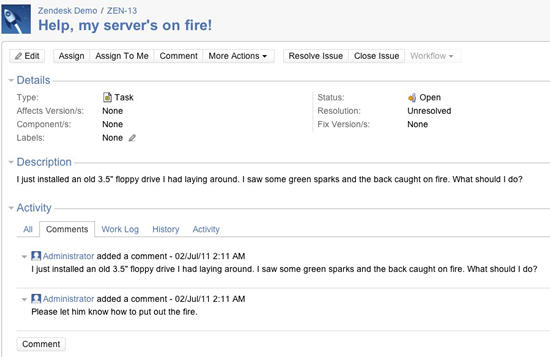 Zendesk Demo / ZEN-13
Help, my server's on fire!
Edit Assign Assign To Me Comment More Actions Resolve Issue Close Issue Workflow
Details
Type: Task Status: Open
Affects Version/s: None Resolution: Unresolved
Component/s: None Fix Version/s: None
Labels: None
Description
I just installed an old 3.5" floppy drive I had laying around. I saw some green sparks and the back caught on fire. What should I do?
Activity
All Comments Work Log History Activity
Administrator added a comment - 02/Jul/11 2:11 AM
I just installed an old 3.5" floppy drive I had laying around. I saw some green sparks and the back caught on fire. What should I do?
Administrator added a comment - 02/Jul/11 2:11 AM
Please let him know how to put out the fire.
Comment